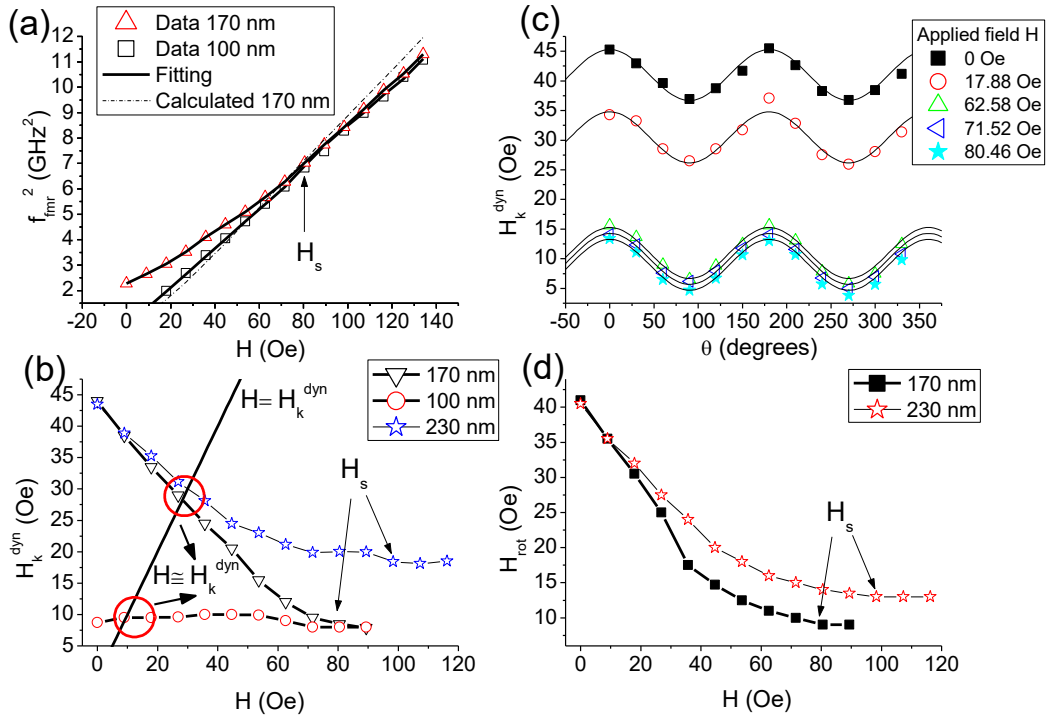 (a)
Data 170 nm
Data 100 nm
Fitting
Calculated 170 nm
12
11
10
9
8
7
6
5
4
3
2
f_fmr^2 (GHz^2)
H_s
-20 0 20 40 60 80 100 120 140
H (Oe)
(c)
Applied field H
0 Oe
17.88 Oe
62.58 Oe
71.52 Oe
80.46 Oe
45
40
35
30
25
20
15
10
5
H_k^dyn (Oe)
-50 0 50 100 150 200 250 300 350
θ (degrees)
(b)
170 nm
100 nm
230 nm
H= H_k^dyn
H_s
H≅ H_k^dyn
45
40
35
30
25
20
15
10
5
H_k^dyn (Oe)
0 20 40 60 80 100 120
H (Oe)
(d)
170 nm
230 nm
H_s
45
40
35
30
25
20
15
10
H_rot (Oe)
0 20 40 60 80 100 120
H (Oe)